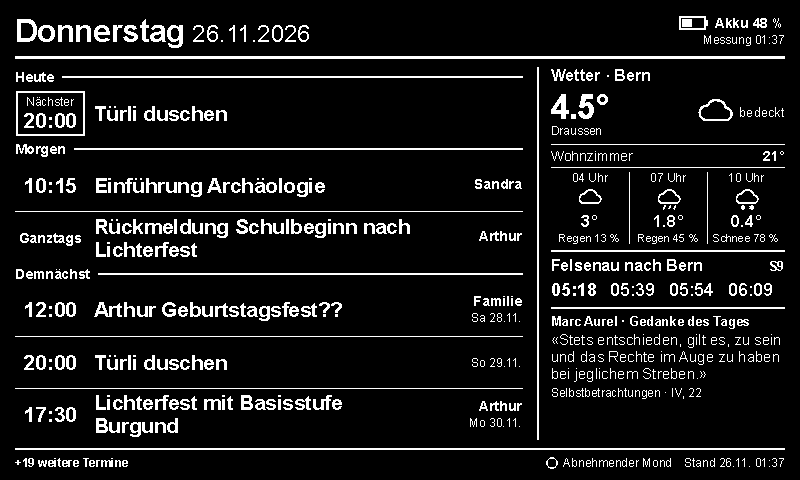 Donnerstag 26.11.2026
Akku 48 %
Messung 01:37
Heute
Nächster
20:00
Türli duschen
Morgen
10:15 Einführung Archäologie Sandra
Ganztags
Rückmeldung Schulbeginn nach
Lichterfest
Arthur
Demnächst
12:00 Arthur Geburtstagsfest??
Familie
Sa 28.11.
20:00 Türli duschen So 29.11.
17:30
Lichterfest mit Basisstufe
Burgund
Arthur
Mo 30.11.
+19 weitere Termine
Wetter · Bern
4.5°
Draussen
bedeckt
Wohnzimmer 21°
04 Uhr 07 Uhr 10 Uhr
3° 1.8° 0.4°
Regen 13 % Regen 45 % Schnee 78 %
Felsenau nach Bern S9
05:18 05:39 05:54 06:09
Marc Aurel · Gedanke des Tages
«Stets entschieden, gilt es, zu sein
und das Rechte im Auge zu haben
bei jeglichem Streben.»
Selbstbetrachtungen · IV, 22
Abnehmender Mond Stand 26.11. 01:37